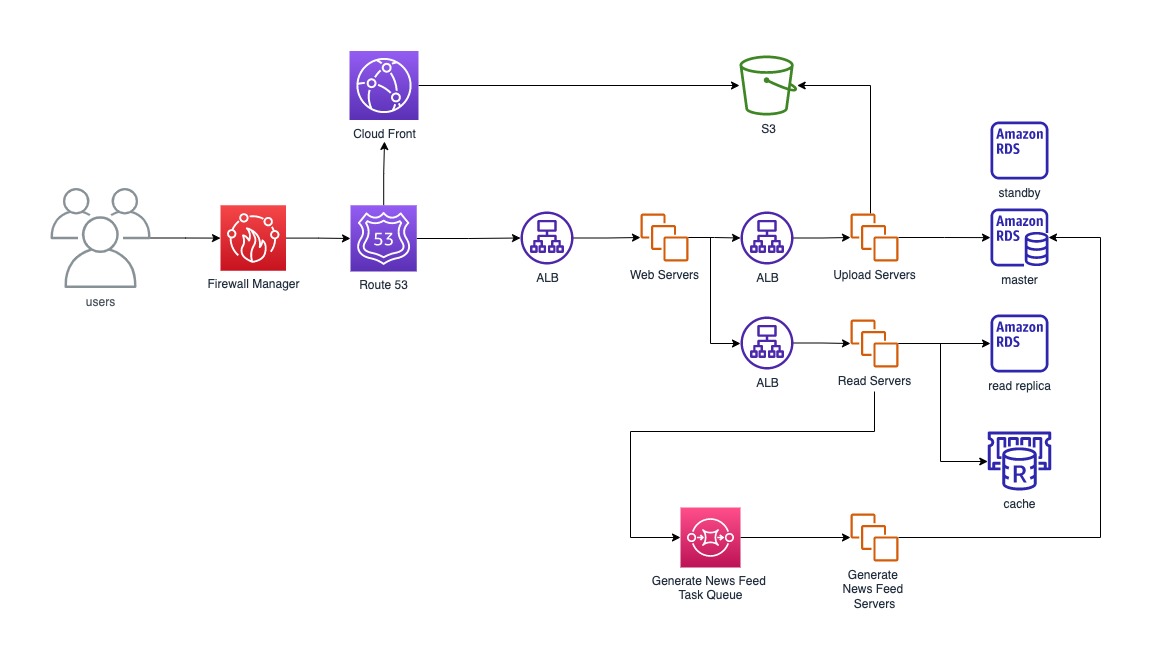 Cloud Front
S3
Amazon
RDS
standby
users
Firewall Manager
53
Route 53
ALB
Web Servers
ALB
Upload Servers
Amazon
RDS
master
ALB
Read Servers
Amazon
RDS
read replica
R
cache
Generate News Feed
Task Queue
Generate
News Feed
Servers